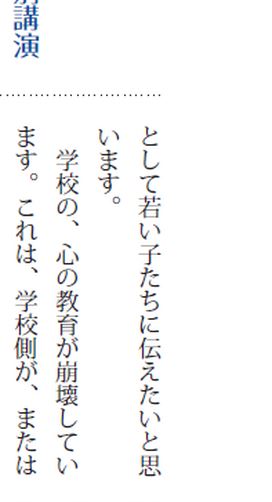 として若い子たちに伝えたいと思
います。
学校の、心の教育が崩壊してい
ます。これは、学校側が、または
講演